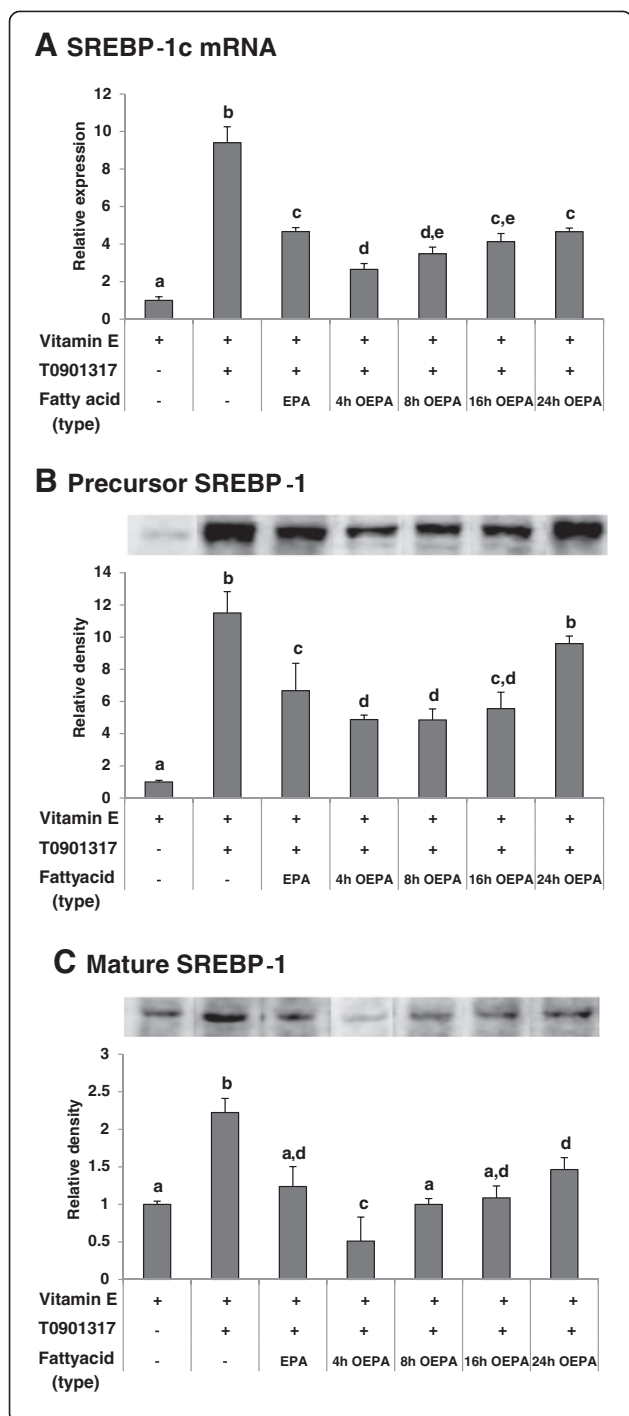 A SREBP-1c mRNA
12
10
8
6
4
2
0
Relative expression
a
b
c
d
d,e
c,e
c
Vitamin E + + + + + + +
T0901317 - + + + + + +
Fatty acid - - EPA 4h OEPA 8h OEPA 16h OEPA 24h OEPA
(type)
B Precursor SREBP-1
14
12
10
8
6
4
2
0
Relative density
a
b
c
d
d
c,d
b
Vitamin E + + + + + + +
T0901317 - + + + + + +
Fattyacid - - EPA 4h OEPA 8h OEPA 16h OEPA 24h OEPA
(type)
C Mature SREBP-1
3
2.5
2
1.5
1
0.5
0
Relative density
a
b
a,d
c
a
a,d
d
Vitamin E + + + + + + +
T0901317 - + + + + + +
Fattyacid - - EPA 4h OEPA 8h OEPA 16h OEPA 24h OEPA
(type)